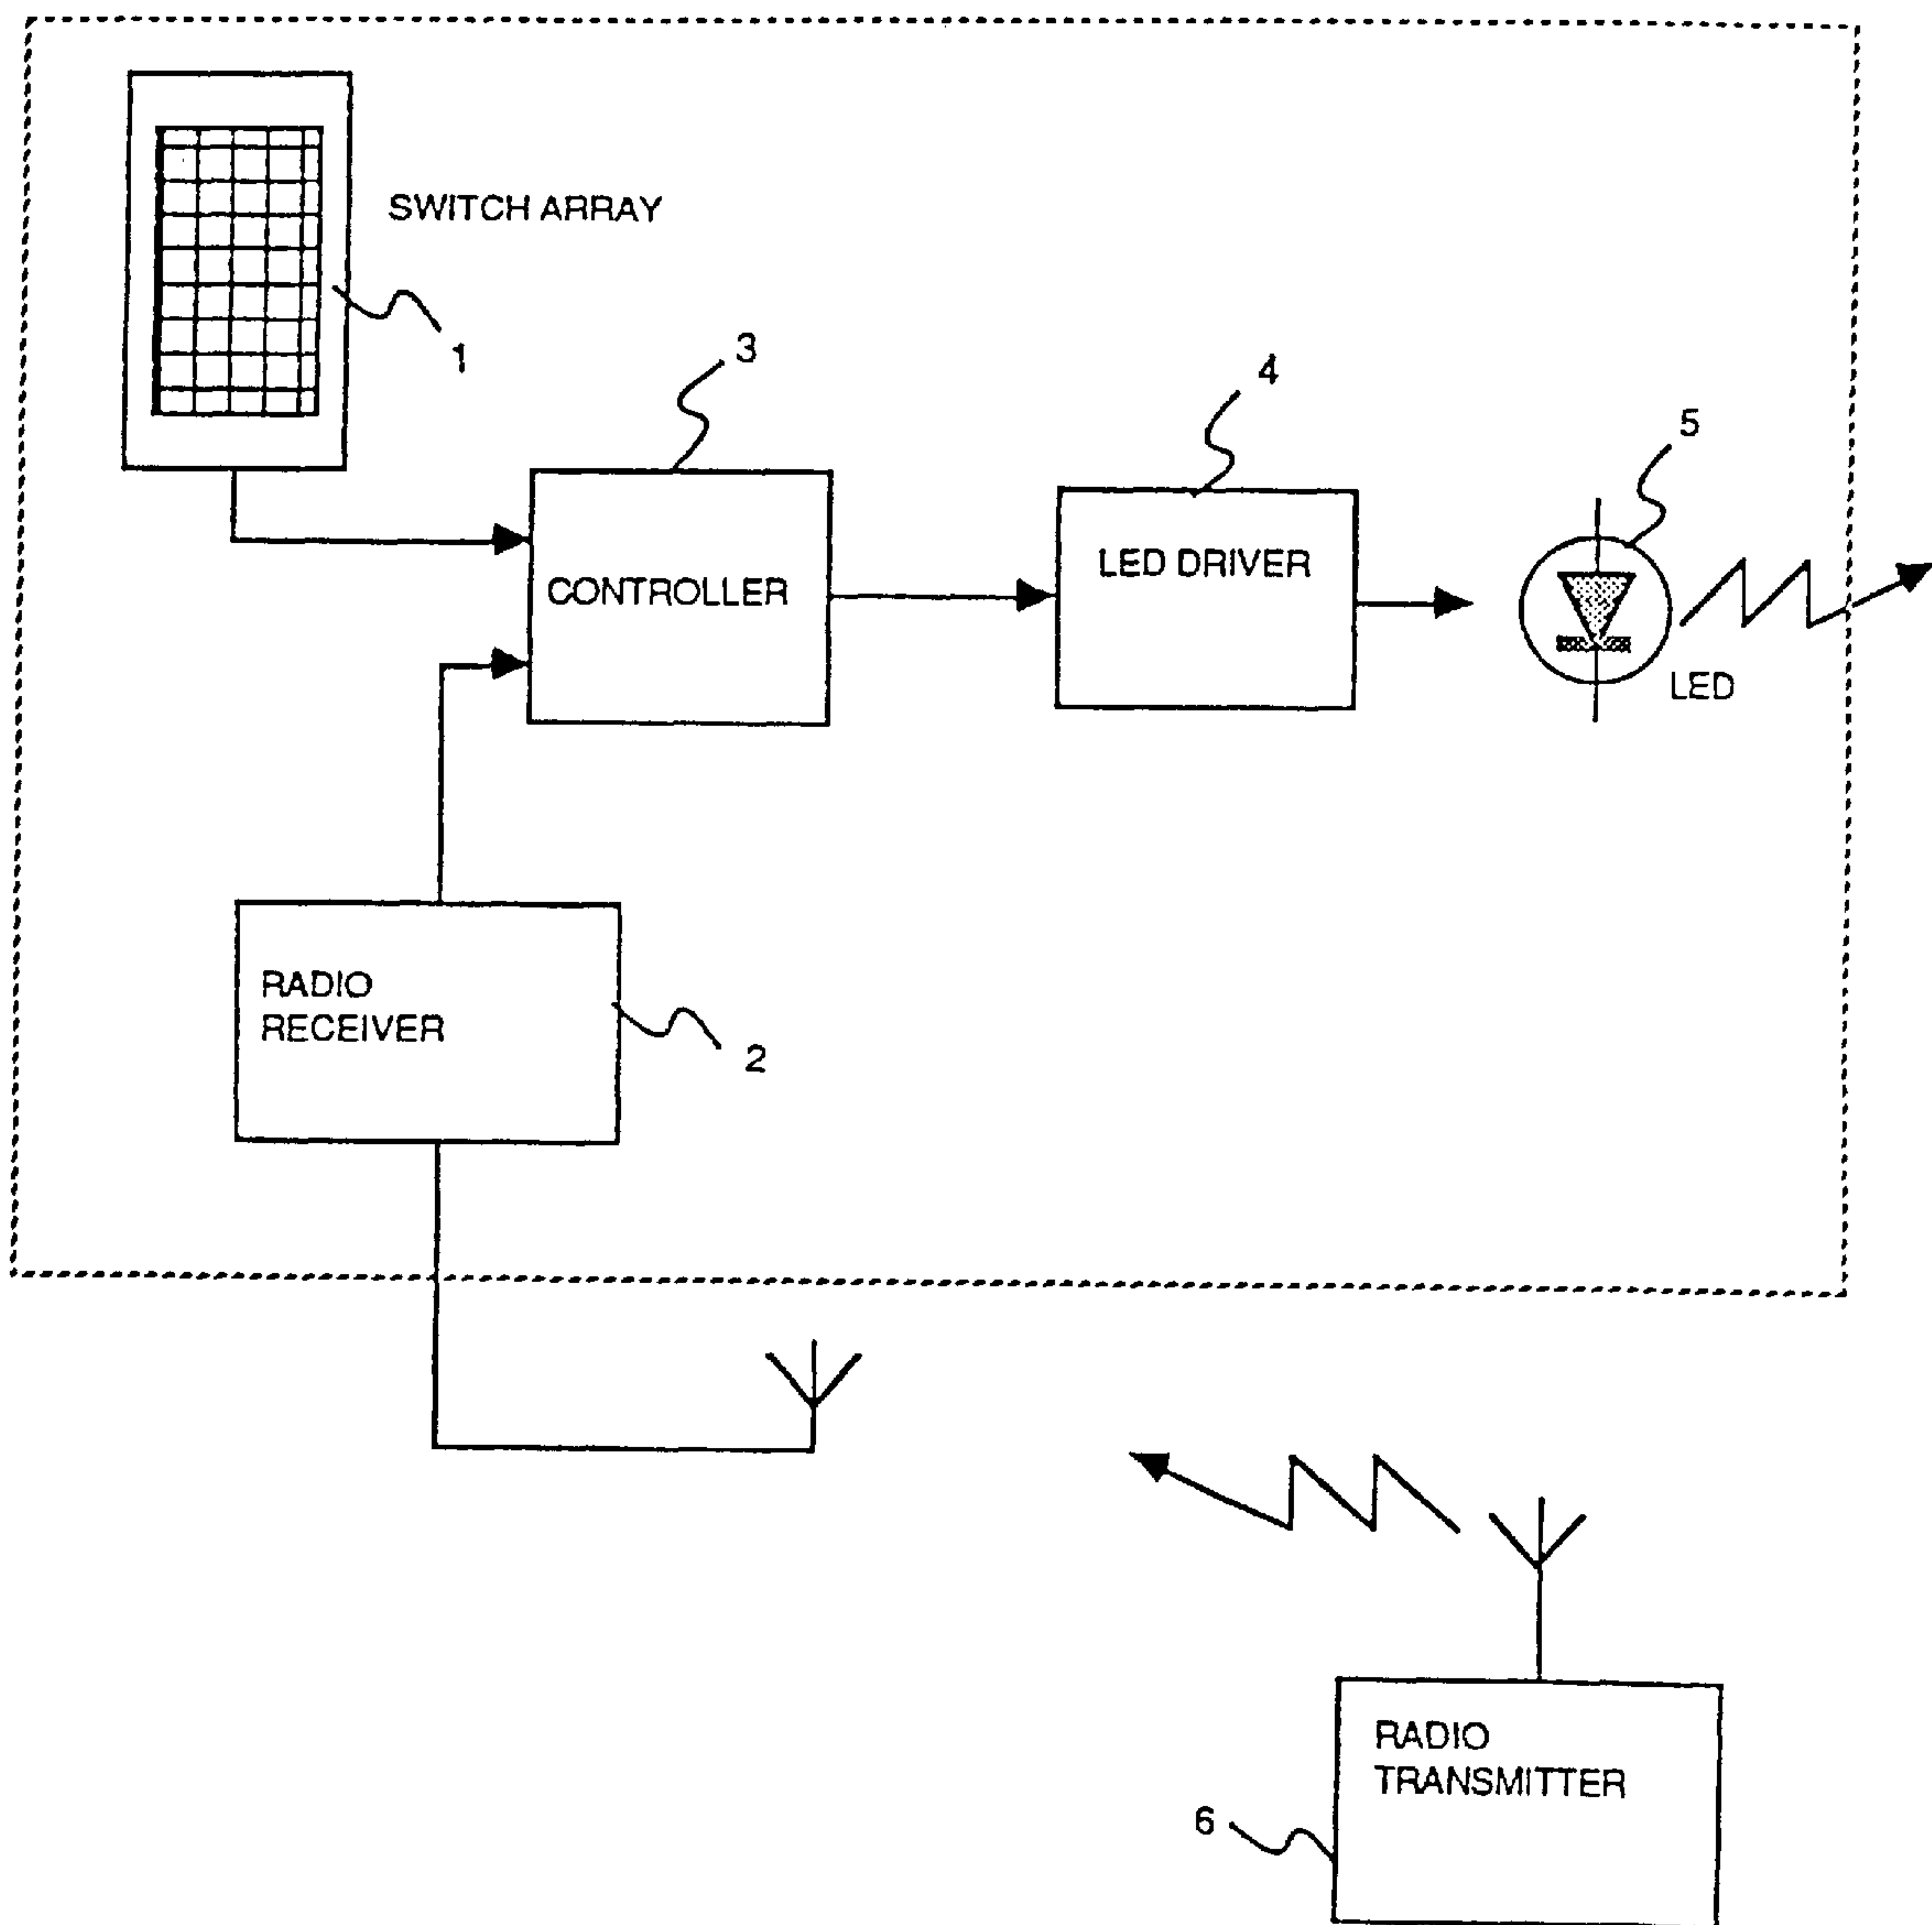 SWITCH ARRAY
1
3
4
5
CONTROLLER
LED DRIVER
LED
RADIO
RECEIVER
2
RADIO
TRANSMITTER
6